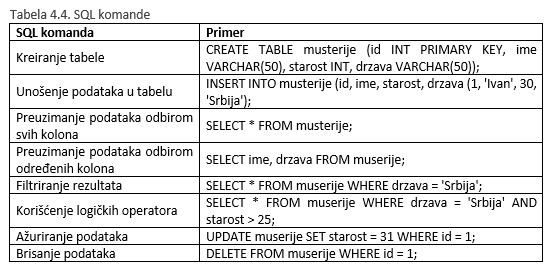 Tabela 4.4. SQL komande
SQL komanda
Primer
Kreiranje tabele
CREATE TABLE musterije (id INT PRIMARY KEY, ime
VARCHAR(50), starost INT, drzava VARCHAR(50));
Unošenje podataka u tabelu
INSERT INTO musterije (id, ime, starost, drzava (1, 'Ivan', 30,
'Srbija');
Preuzimanje podataka odbirom
svih kolona
SELECT * FROM musterije;
Preuzimanje podataka odbirom
određenih kolona
SELECT ime, drzava FROM muserije;
Filtriranje rezultata
SELECT * FROM muserije WHERE drzava = 'Srbija';
Korišćenje logičkih operatora
SELECT * FROM muserije WHERE drzava = 'Srbija' AND
starost > 25;
Ažuriranje podataka
UPDATE muserije SET starost = 31 WHERE id = 1;
Brisanje podataka
DELETE FROM muserije WHERE id = 1;